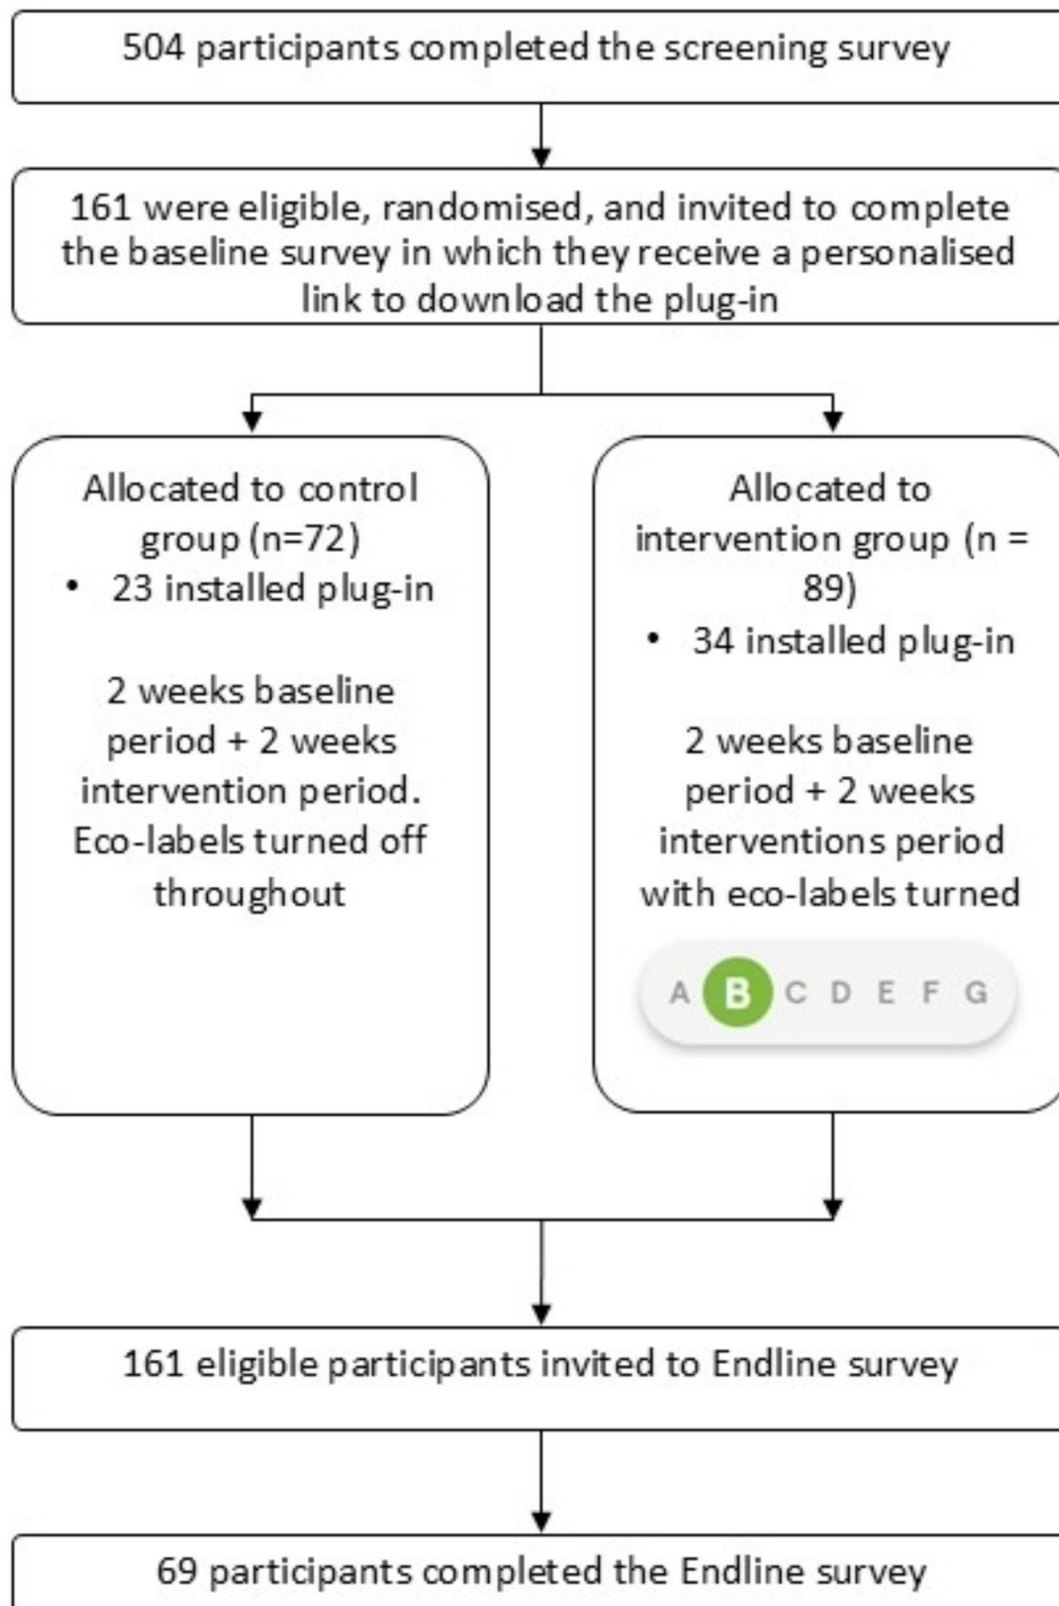 504 participants completed the screening survey
161 were eligible, randomised, and invited to complete
the baseline survey in which they receive a personalised
link to download the plug-in
Allocated to control
group (n=72)
• 23 installed plug-in
2 weeks baseline
period + 2 weeks
intervention period.
Eco-labels turned off
throughout
Allocated to
intervention group (n =
89)
• 34 installed plug-in
2 weeks baseline
period + 2 weeks
interventions period
with eco-labels turned
A B C D E F G
161 eligible participants invited to Endline survey
69 participants completed the Endline survey